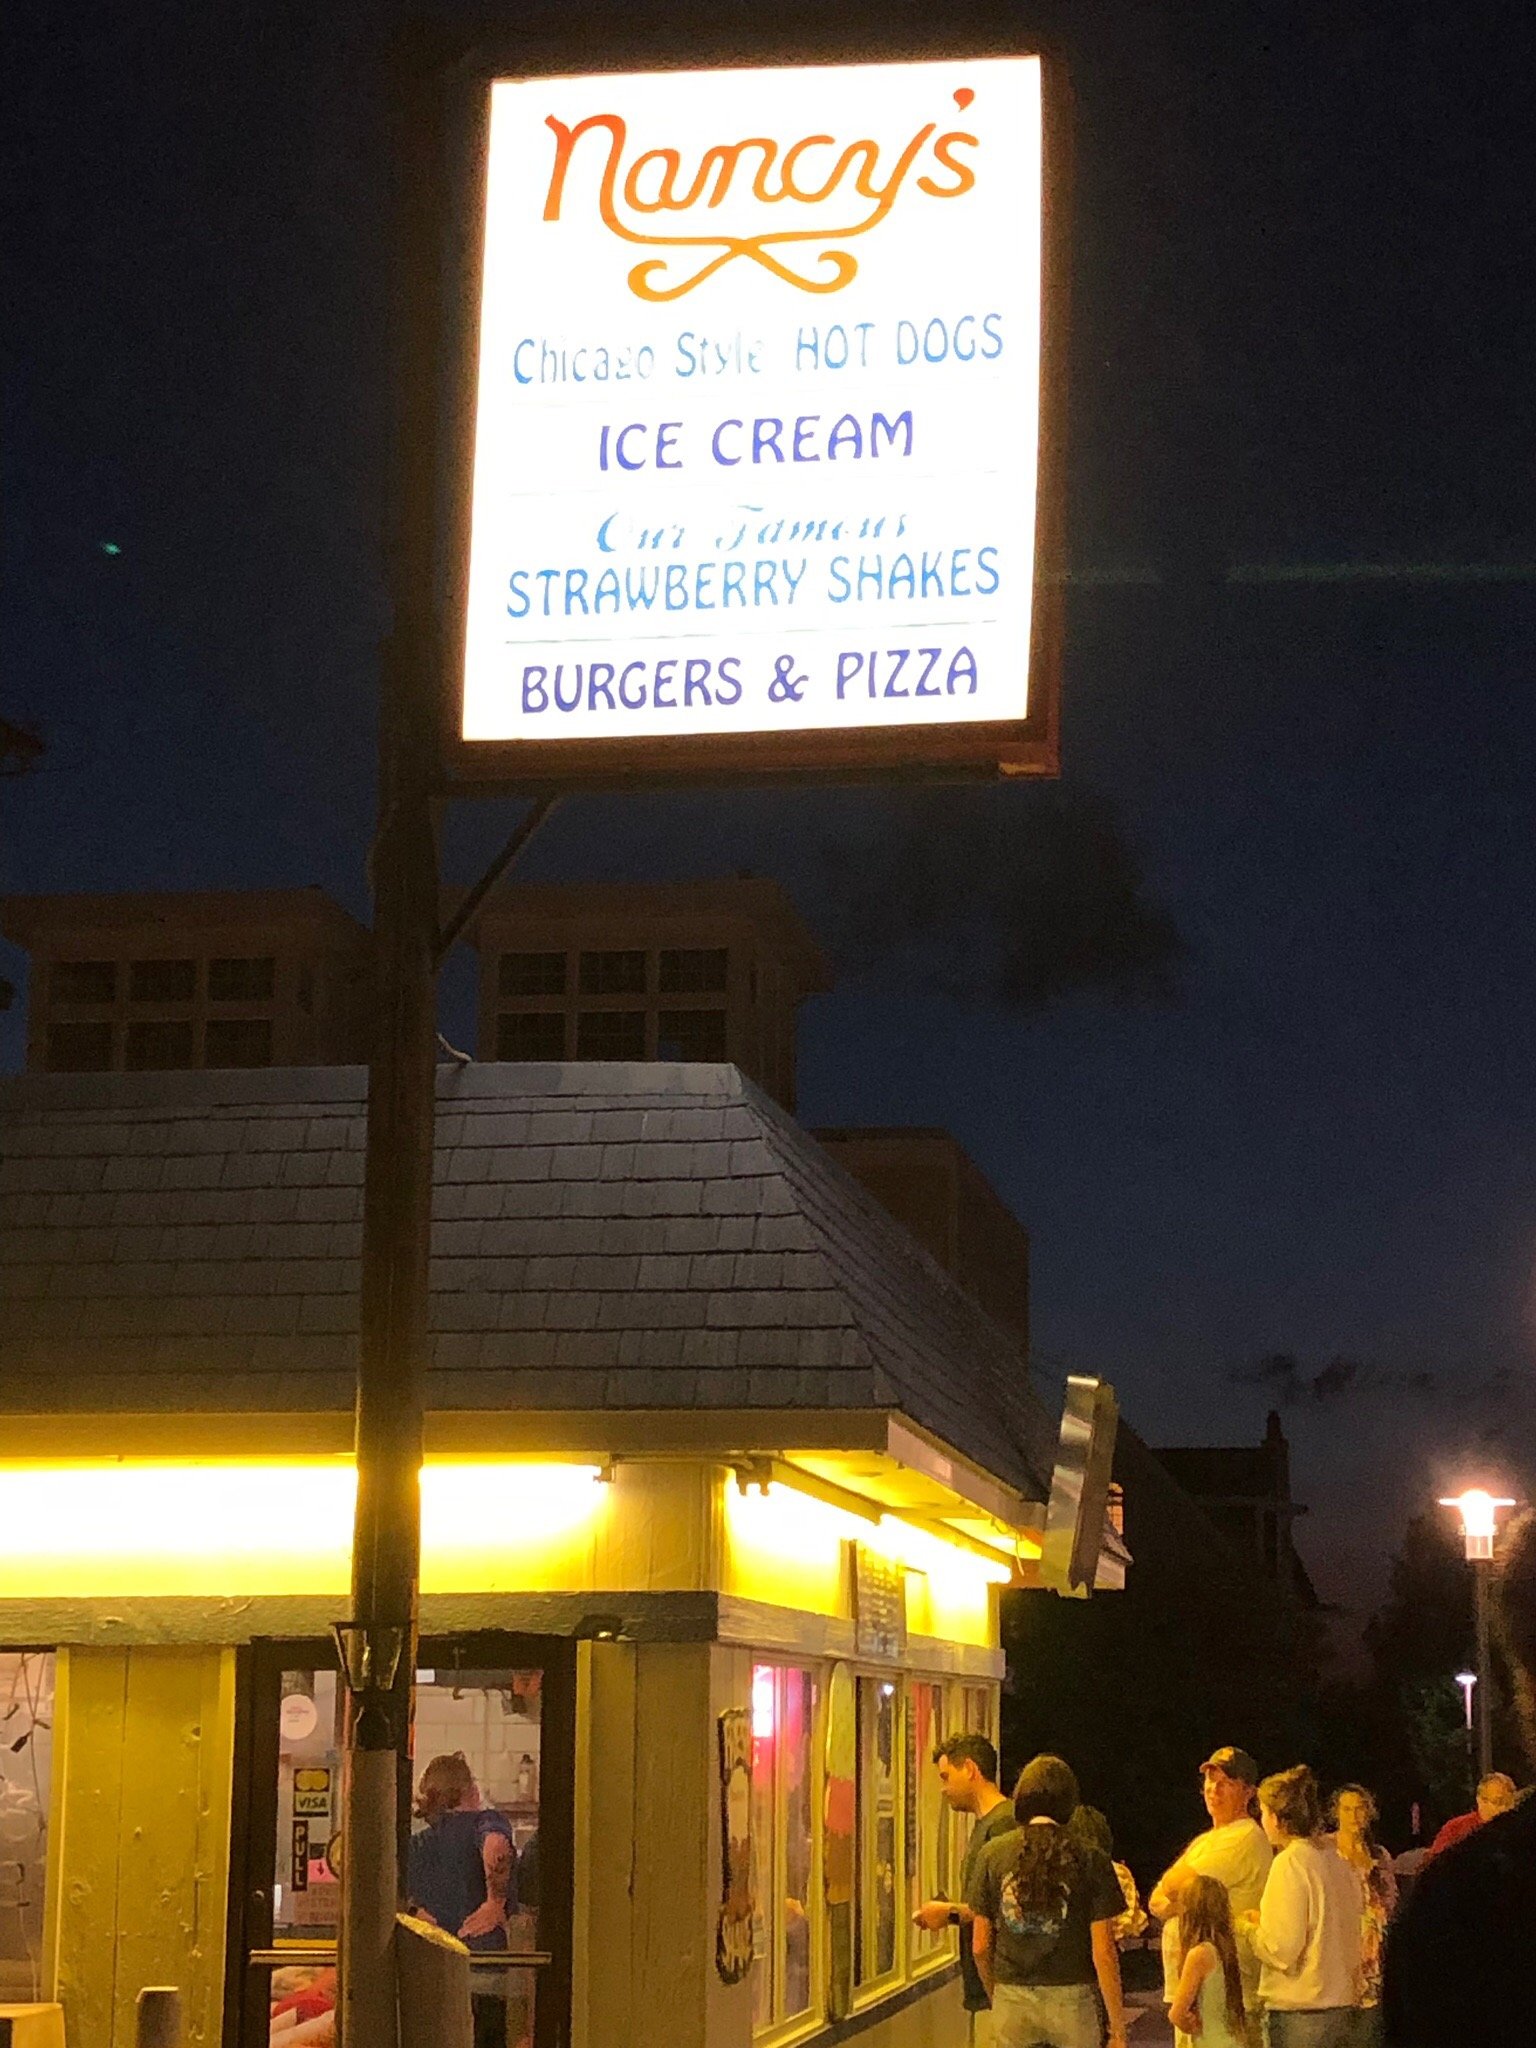 Nancy's
Chicago Style HOT DOGS
ICE CREAM
Our Famous
STRAWBERRY SHAKES
BURGERS & PIZZA
VISA
PULL